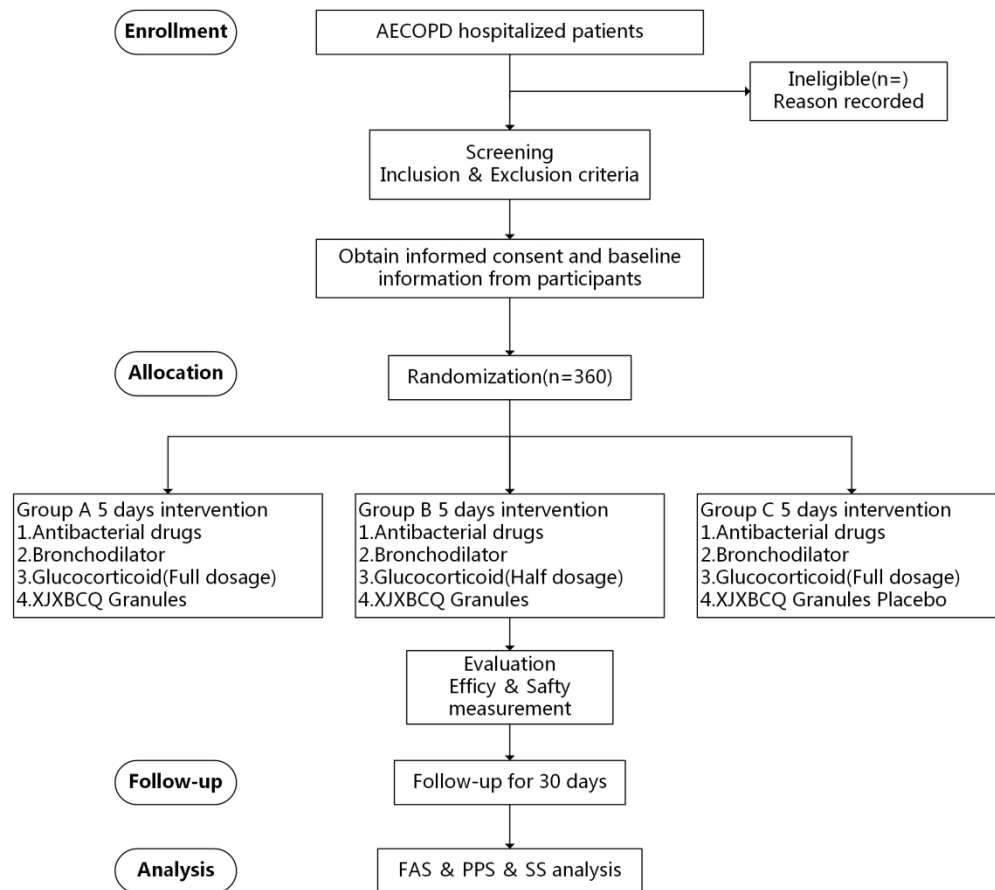 Enrollment
AECOPD hospitalized patients
Ineligible(n=)
Reason recorded
Screening
Inclusion & Exclusion criteria
Obtain informed consent and baseline
information from participants
Allocation
Randomization(n=360)
Group A 5 days intervention
1.Antibacterial drugs
2.Bronchodilator
3.Glucocorticoid(Full dosage)
4.XJXBCQ Granules
Group B 5 days intervention
1.Antibacterial drugs
2.Bronchodilator
3.Glucocorticoid(Half dosage)
4.XJXBCQ Granules
Group C 5 days intervention
1.Antibacterial drugs
2.Bronchodilator
3.Glucocorticoid(Full dosage)
4.XJXBCQ Granules Placebo
Evaluation
Efficy & Safty
measurement
Follow-up
Follow-up for 30 days
Analysis
FAS & PPS & SS analysis